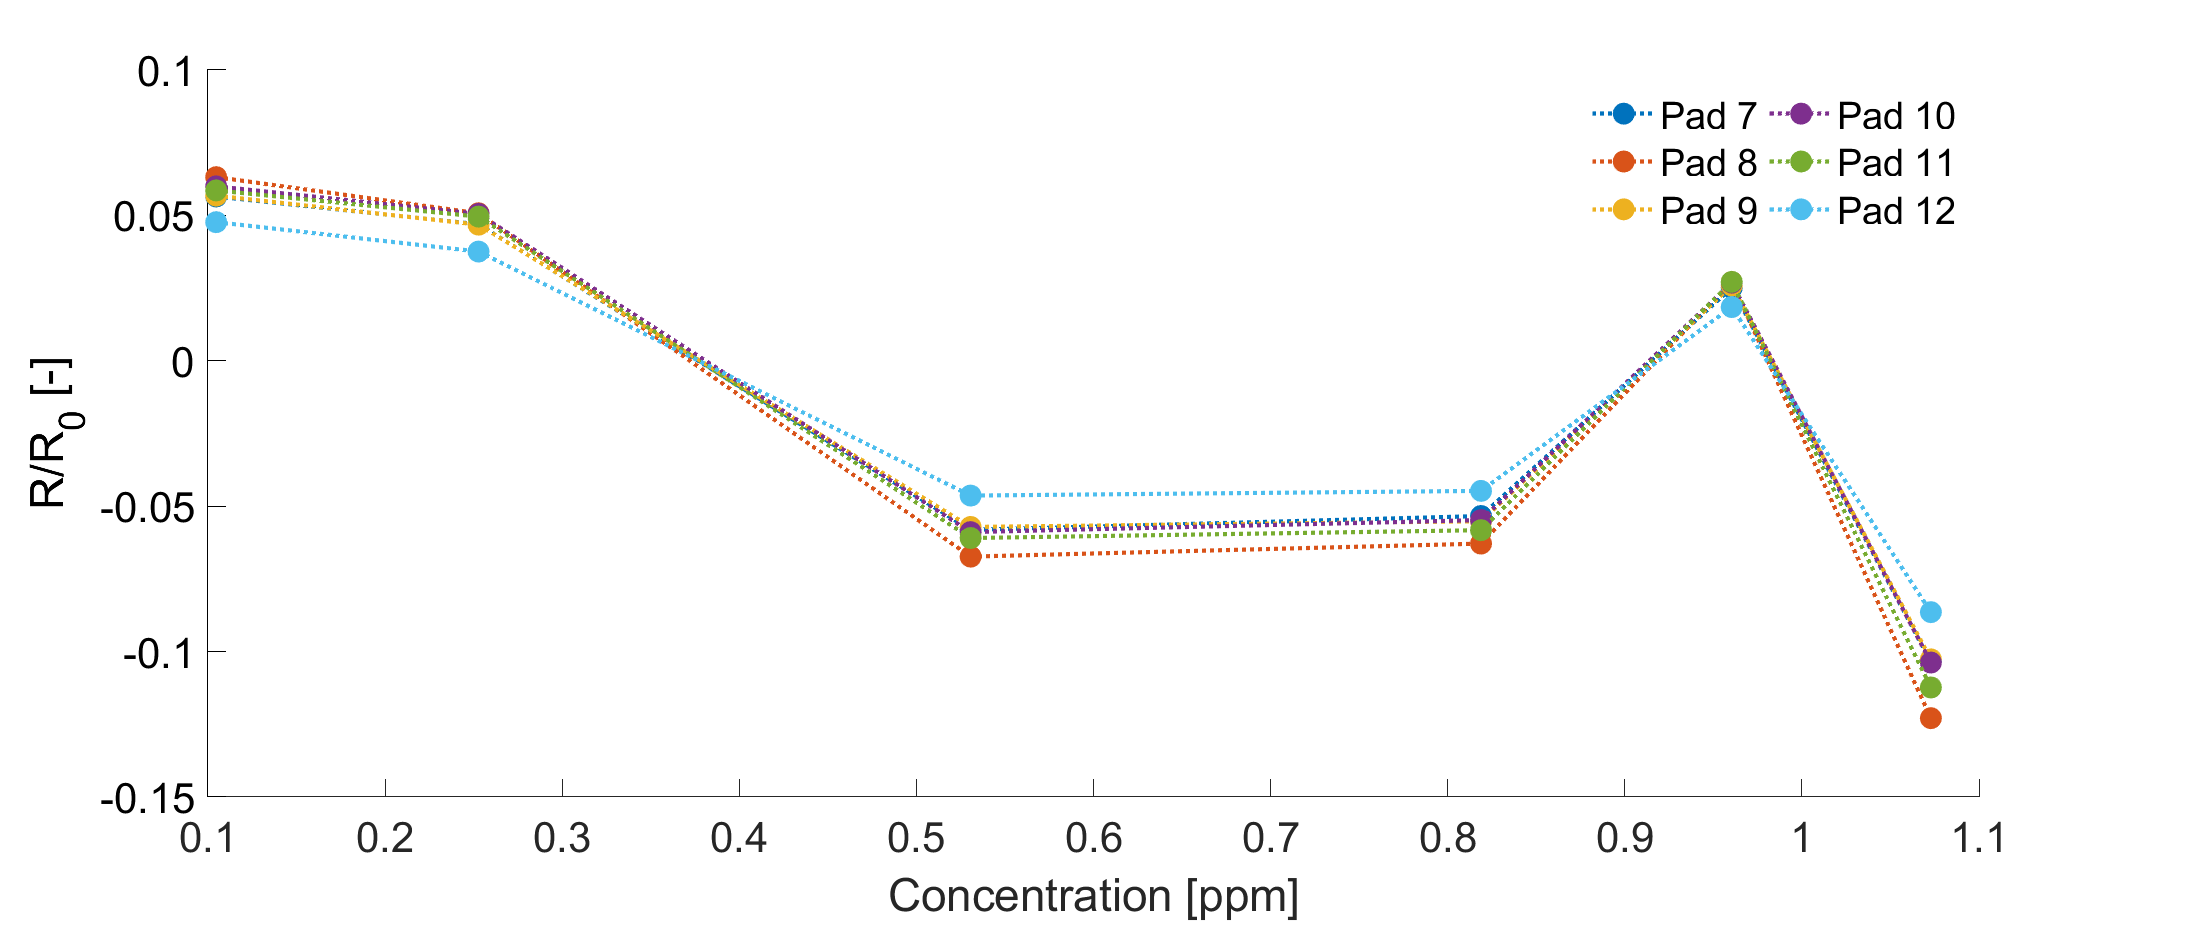 0.1
0.05
0
-0.05
-0.1
-0.15
R/R0 [-]
Pad 7 Pad 10
Pad 8 Pad 11
Pad 9 Pad 12
0.1 0.2 0.3 0.4 0.5 0.6 0.7 0.8 0.9 1 1.1
Concentration [ppm]